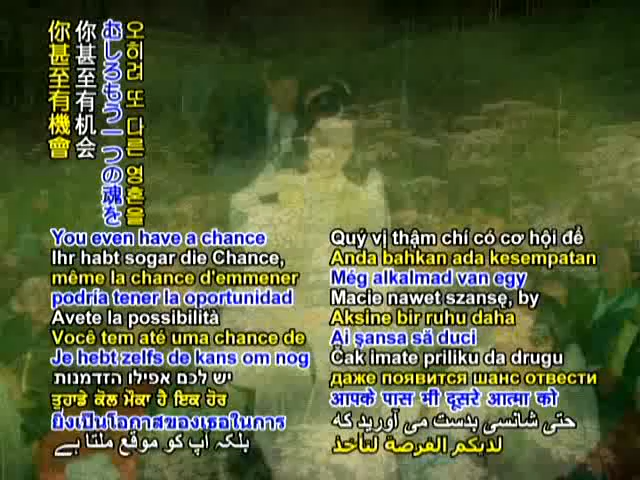 오히려 또 다른 영혼을
むしろもう一つの魂を
你甚至有机会
你甚至有機會
You even have a chance
Ihr habt sogar die Chance,
même la chance d'emmener
podría tener la oportunidad
Avete la possibilità
Você tem até uma chance de
Je hebt zelfs de kans om nog
יש לכם אפילו הזדמנות
ਤੁਹਾਡੇ ਕੋਲ ਮੌਕਾ ਹੈ ਇਕ ਹੋਰ
ยิ่งเป็นโอกาสของเธอในการ
بلکہ آپ کو موقع ملتا ہے
Quý vị thậm chí có cơ hội để
Anda bahkan ada kesempatan
Még alkalmad van egy
Macie nawet szansę, by
Aksine bir ruhu daha
Ai şansa să duci
Čak imate priliku da drugu
даже появится шанс отвести
आपके पास भी दूसरे आत्मा को
حتی شانسی بدست می آورید که
لديكم الفرصة لتأخذ